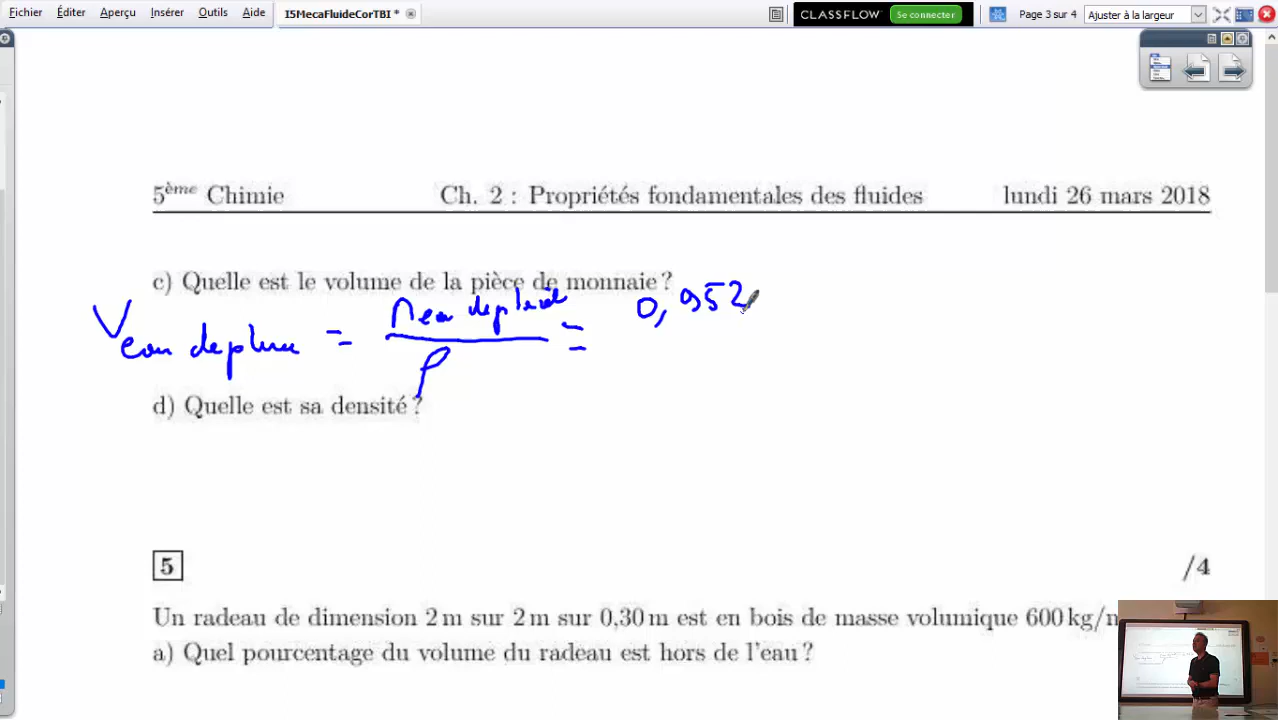 Fichier Éditer Aperçu Insérer Outils Aide I5MecaFluideCorTBI * CLASSFLOW Se connecter Page 3 sur 4 Ajuster à la largeur
5ème Chimie Ch. 2 : Propriétés fondamentales des fluides lundi 26 mars 2018
c) Quelle est le volume de la pièce de monnaie ?
V eau deplacee = m eau deplacée / ρ = 0,952
d) Quelle est sa densité ?
5 /4
Un radeau de dimension 2 m sur 2 m sur 0,30 m est en bois de masse volumique 600 kg/m
a) Quel pourcentage du volume du radeau est hors de l'eau ?